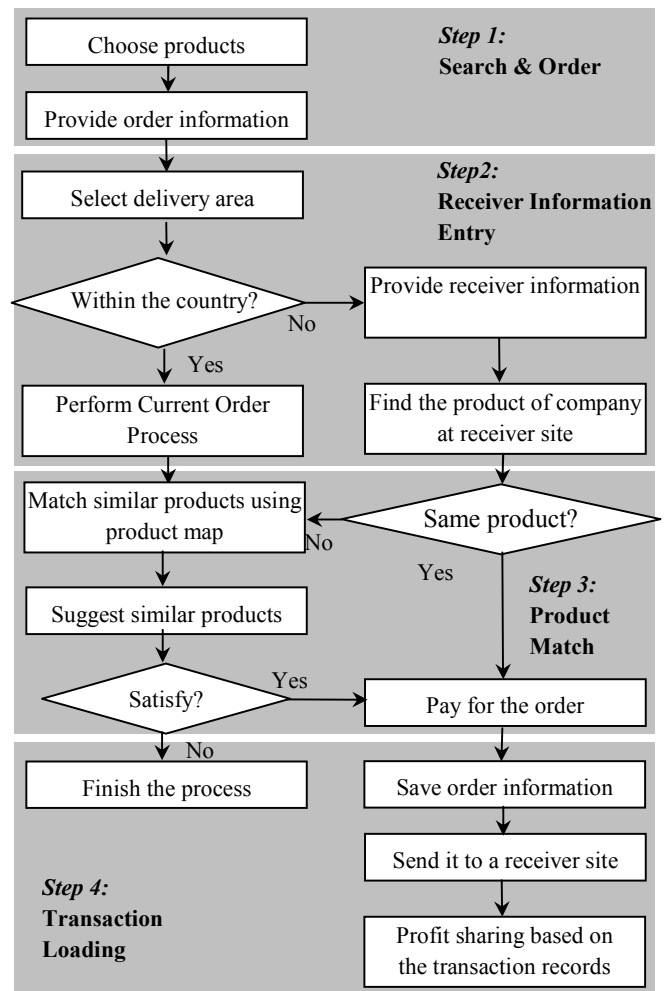 Choose products
Step 1:
Search & Order
Provide order information
Step2:
Receiver Information
Entry
Select delivery area
Within the country?
No
Yes
Provide receiver information
Perform Current Order
Process
Find the product of company
at receiver site
Match similar products using
product map
Same product?
No
Yes
Step 3:
Product
Match
Suggest similar products
Satisfy?
Yes
No
Pay for the order
Finish the process
Save order information
Send it to a receiver site
Step 4:
Transaction
Loading
Profit sharing based on
the transaction records